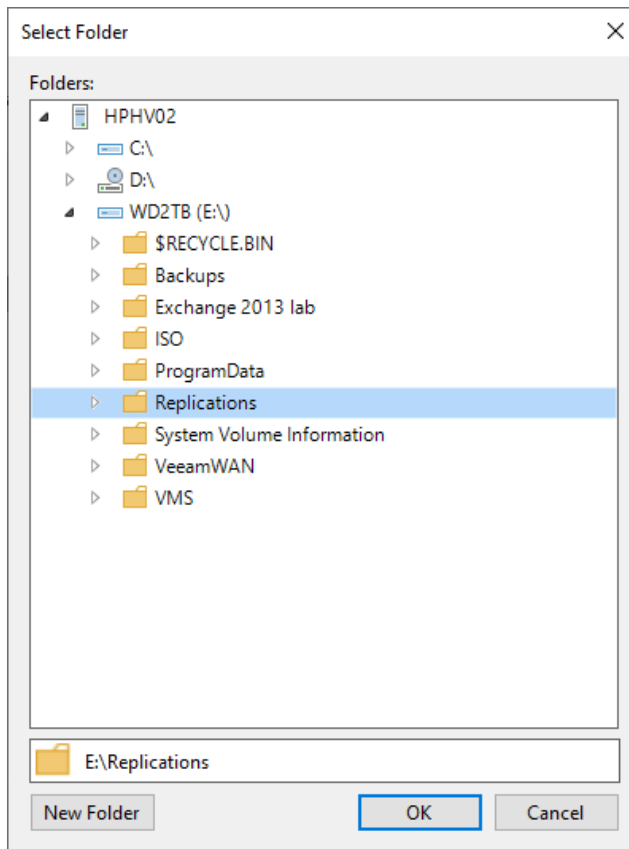 Select Folder
Folders:
HPHV02
C:\
D:\
WD2TB (E:\)
$RECYCLE.BIN
Backups
Exchange 2013 lab
ISO
ProgramData
Replications
System Volume Information
VeeamWAN
VMS
E:\Replications
New Folder OK Cancel